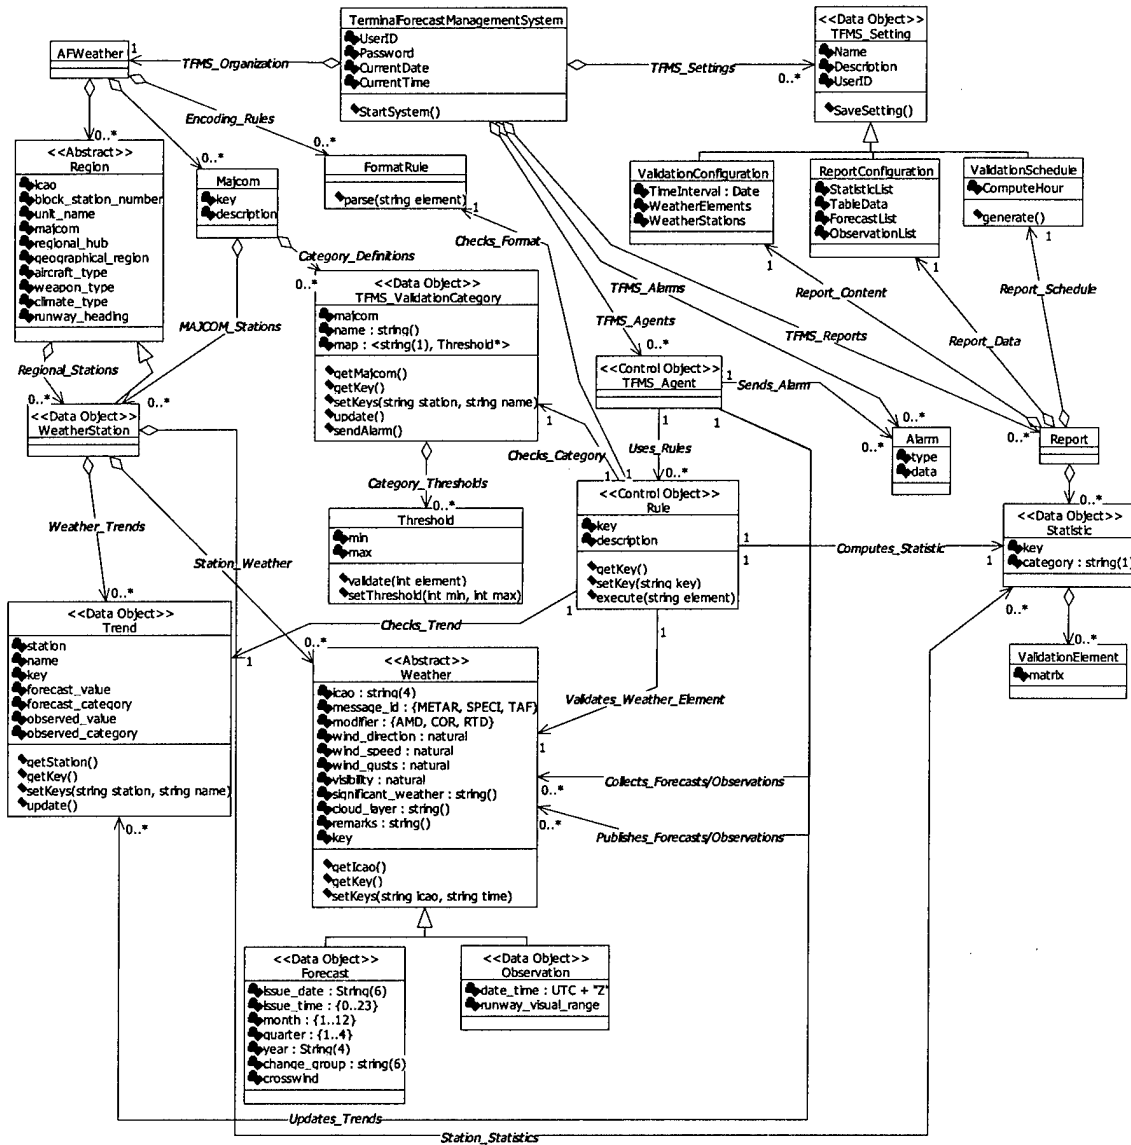 TerminalForecastManagementSystem
UserID
Password
CurrentDate
CurrentTime
StartSystem()
<<Data Object>>
TFMS_Setting
Name
Description
UserID
SaveSetting()
AFWeather
1
TFMS_Organization
TFMS_Settings
0..*
Encoding_Rules
0..*
0..*
0..*
<<Abstract>>
Region
icao
block_station_number
unit_name
majcom
regional_hub
geographical_region
aircraft_type
weapon_type
climate_type
runway_heading
Majcom
key
description
FormatRule
parse(string element)
1
ValidationConfiguration
TimeInterval : Date
WeatherElements
WeatherStations
1
ReportConfiguration
StatisticList
TableData
ForecastList
ObservationList
1
ValidationSchedule
ComputeHour
generate()
1
Checks_Format
Category_Definitions
0..*
<<Data Object>>
TFMS_ValidationCategory
majcom
name : string()
map : <string(1), Threshold*>
getMajcom()
getKey()
setKeys(string station, string name)
update()
sendAlarm()
1
TFMS_Alarms
Report_Content
Report_Schedule
TFMS_Agents
TFMS_Reports
Report_Data
MAJCOM_Stations
Regional_Stations
0..*
0..*
0..*
<<Control Object>>
TFMS_Agent
1
Sends_Alarm
1
1
1
0..*
0..*
0..*
Alarm
type
data
Report
<<Data Object>>
WeatherStation
Uses_Rules
0..*
Checks_Category
1
1
Category_Thresholds
0..*
Threshold
min
max
validate(int element)
setThreshold(int min, int max)
<<Control Object>>
Rule
key
description
getKey()
setKey(string key)
execute(string element)
1
1
1
1
0..*
<<Data Object>>
Statistic
key
category : string(1)
1
0..*
Computes_Statistic
Weather_Trends
Station_Weather
0..*
<<Data Object>>
Trend
station
name
key
forecast_value
forecast_category
observed_value
observed_category
getStation()
getKey()
setKeys(string station, string name)
update()
1
0..*
Checks_Trend
0..*
<<Abstract>>
Weather
icao : string(4)
message_id : {METAR, SPECI, TAF}
modifier : {AMD, COR, RTD}
wind_direction : natural
wind_speed : natural
wind_gusts : natural
visibility : natural
significant_weather : string()
cloud_layer : string()
remarks : string()
key
getIcao()
getKey()
setKeys(string icao, string time)
0..*
ValidationElement
matrix
Validates_Weather_Element
1
Collects_Forecasts/Observations
0..*
0..*
Publishes_Forecasts/Observations
<<Data Object>>
Forecast
issue_date : String(6)
issue_time : {0..23}
month : {1..12}
quarter : {1..4}
year : String(4)
change_group : string(6)
crosswind
<<Data Object>>
Observation
date_time : UTC + "Z"
runway_visual_range
Updates_Trends
Station_Statistics